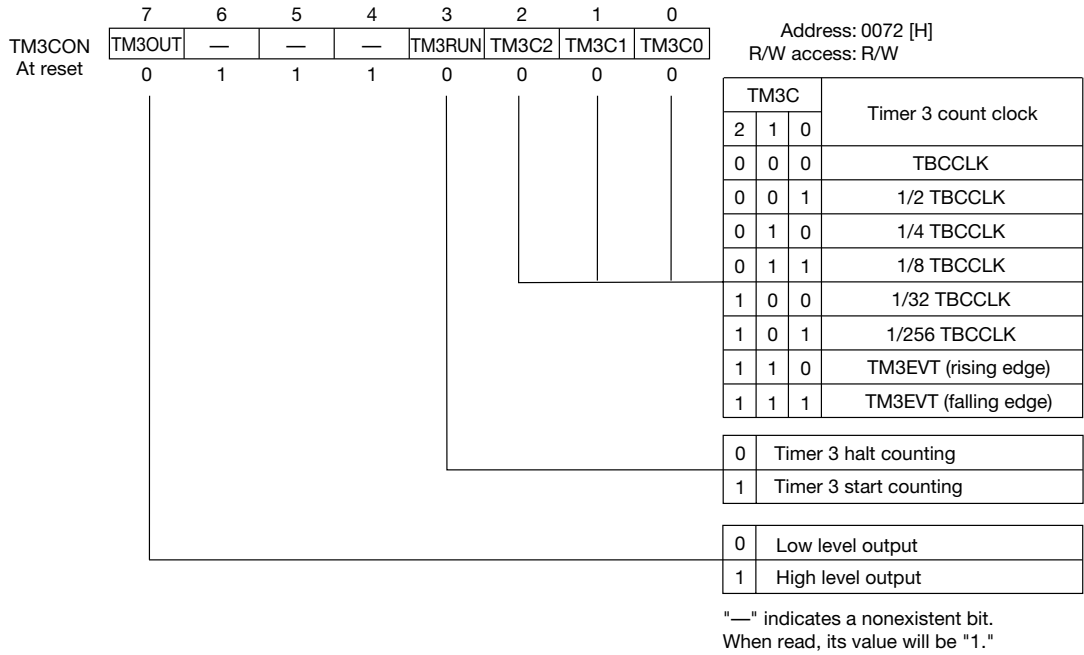 7 6 5 4 3 2 1 0
TM3CON TM3OUT — — — TM3RUN TM3C2 TM3C1 TM3C0
At reset 0 1 1 1 0 0 0 0
Address: 0072 [H]
R/W access: R/W
TM3C Timer 3 count clock
2 1 0
0 0 0 TBCCLK
0 0 1 1/2 TBCCLK
0 1 0 1/4 TBCCLK
0 1 1 1/8 TBCCLK
1 0 0 1/32 TBCCLK
1 0 1 1/256 TBCCLK
1 1 0 TM3EVT (rising edge)
1 1 1 TM3EVT (falling edge)
0 Timer 3 halt counting
1 Timer 3 start counting
0 Low level output
1 High level output
"—" indicates a nonexistent bit.
When read, its value will be "1."